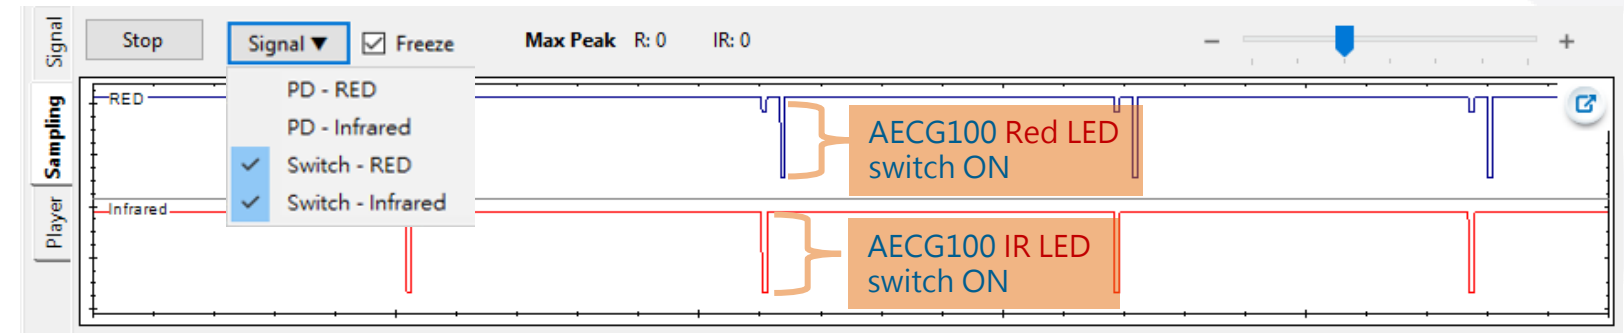 Signal
Sampling
Player
Stop
Signal ▼
Freeze
Max Peak R: 0 IR: 0
− +
PD - RED
PD - Infrared
Switch - RED
Switch - Infrared
RED
AECG100 Red LED
switch ON
Infrared
AECG100 IR LED
switch ON